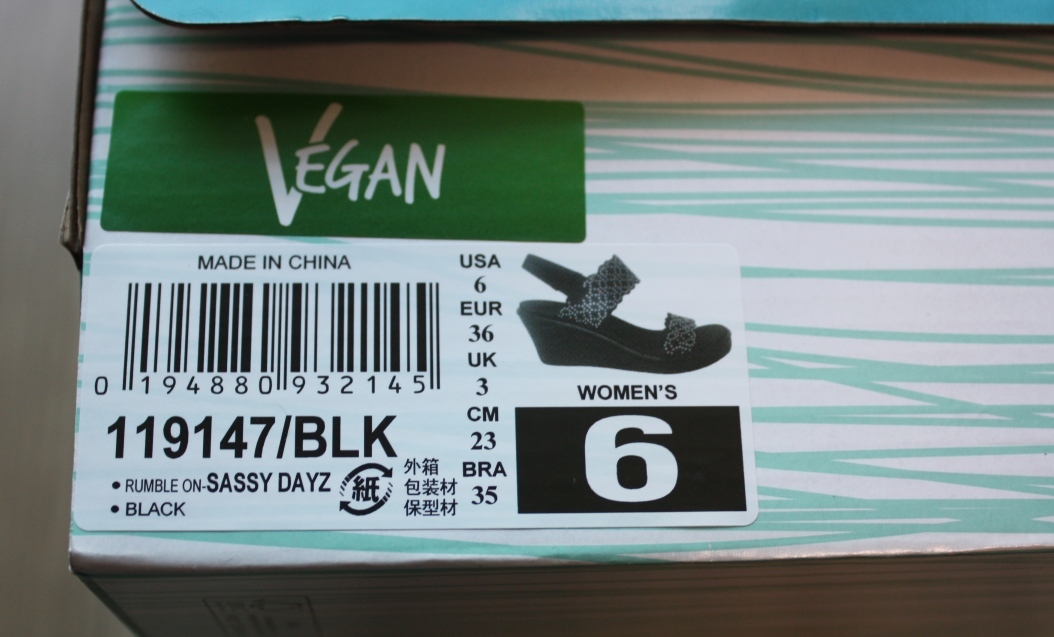 VEGAN
MADE IN CHINA
0 194880 932145
119147/BLK
• RUMBLE ON-SASSY DAYZ
• BLACK
紙
外箱
包装材
保型材
USA
6
EUR
36
UK
3
CM
23
BRA
35
WOMEN'S
6